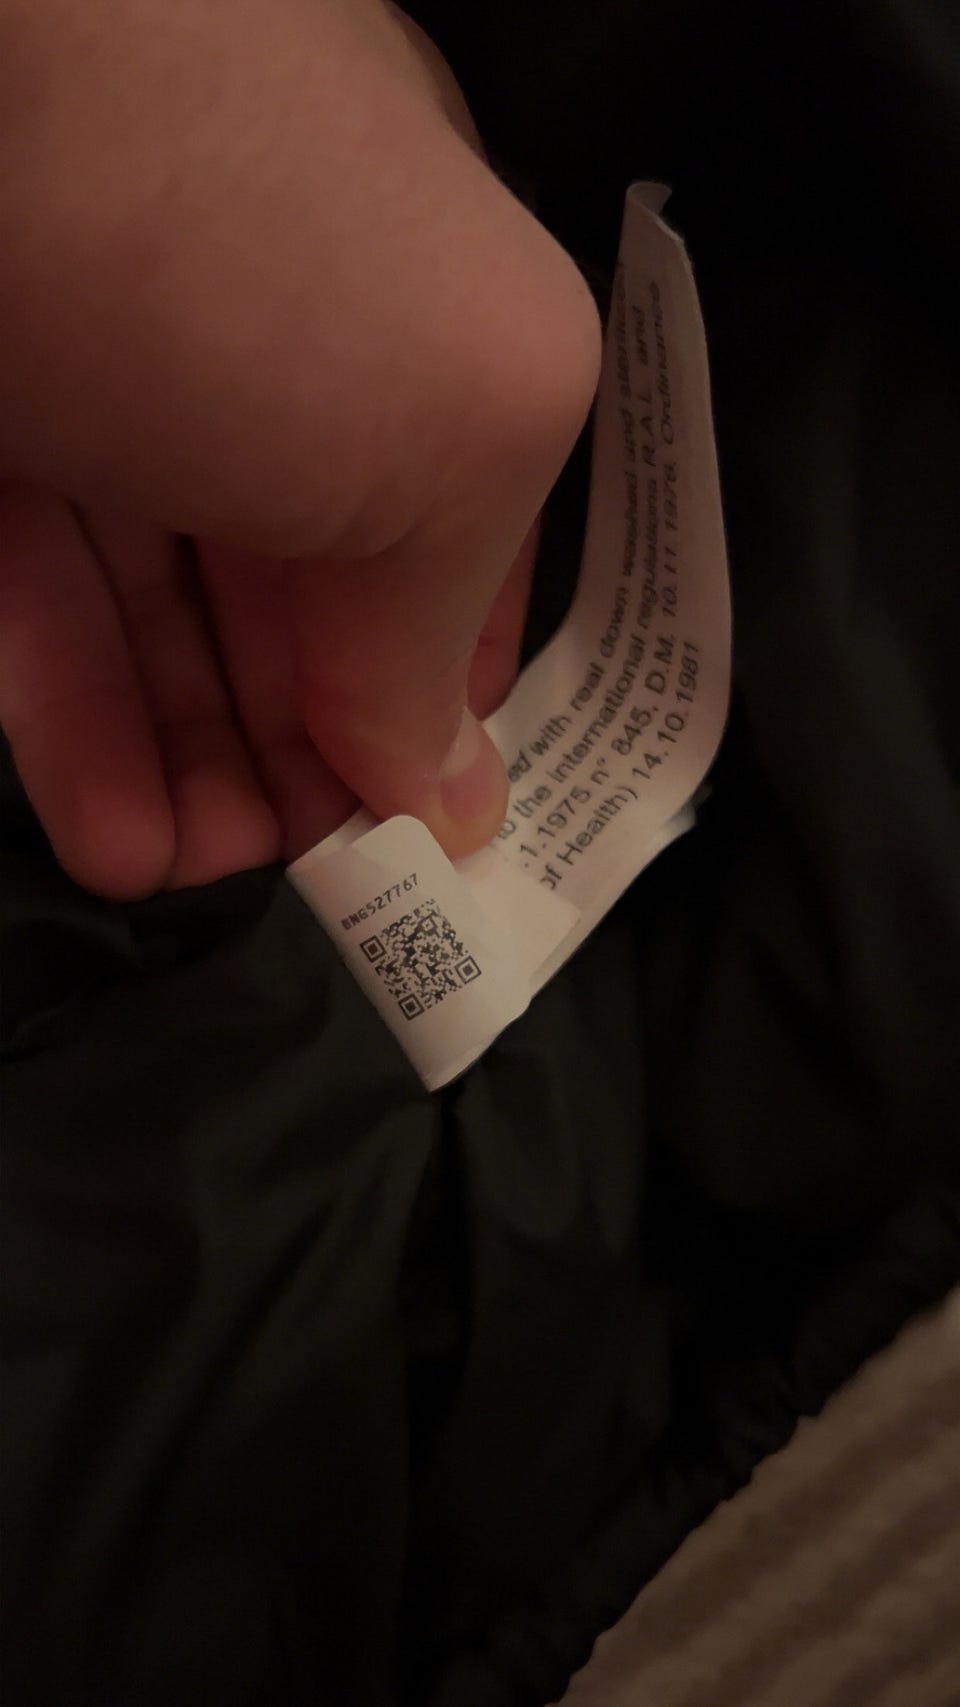 BNG527767
ed with real down washed and sterilized
to the international regulations R.A.L. and
.1.1975 n° 845, D.M. 10.11.1976, Ordinance
of Health) 14.10.1981